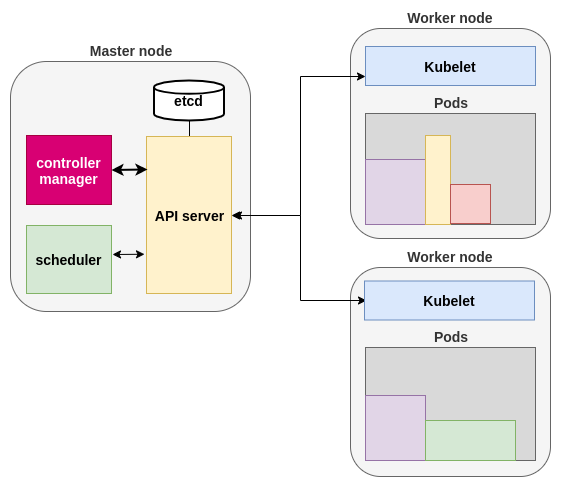 Master node
etcd
controller
manager
API server
scheduler
Worker node
Kubelet
Pods
Worker node
Kubelet
Pods